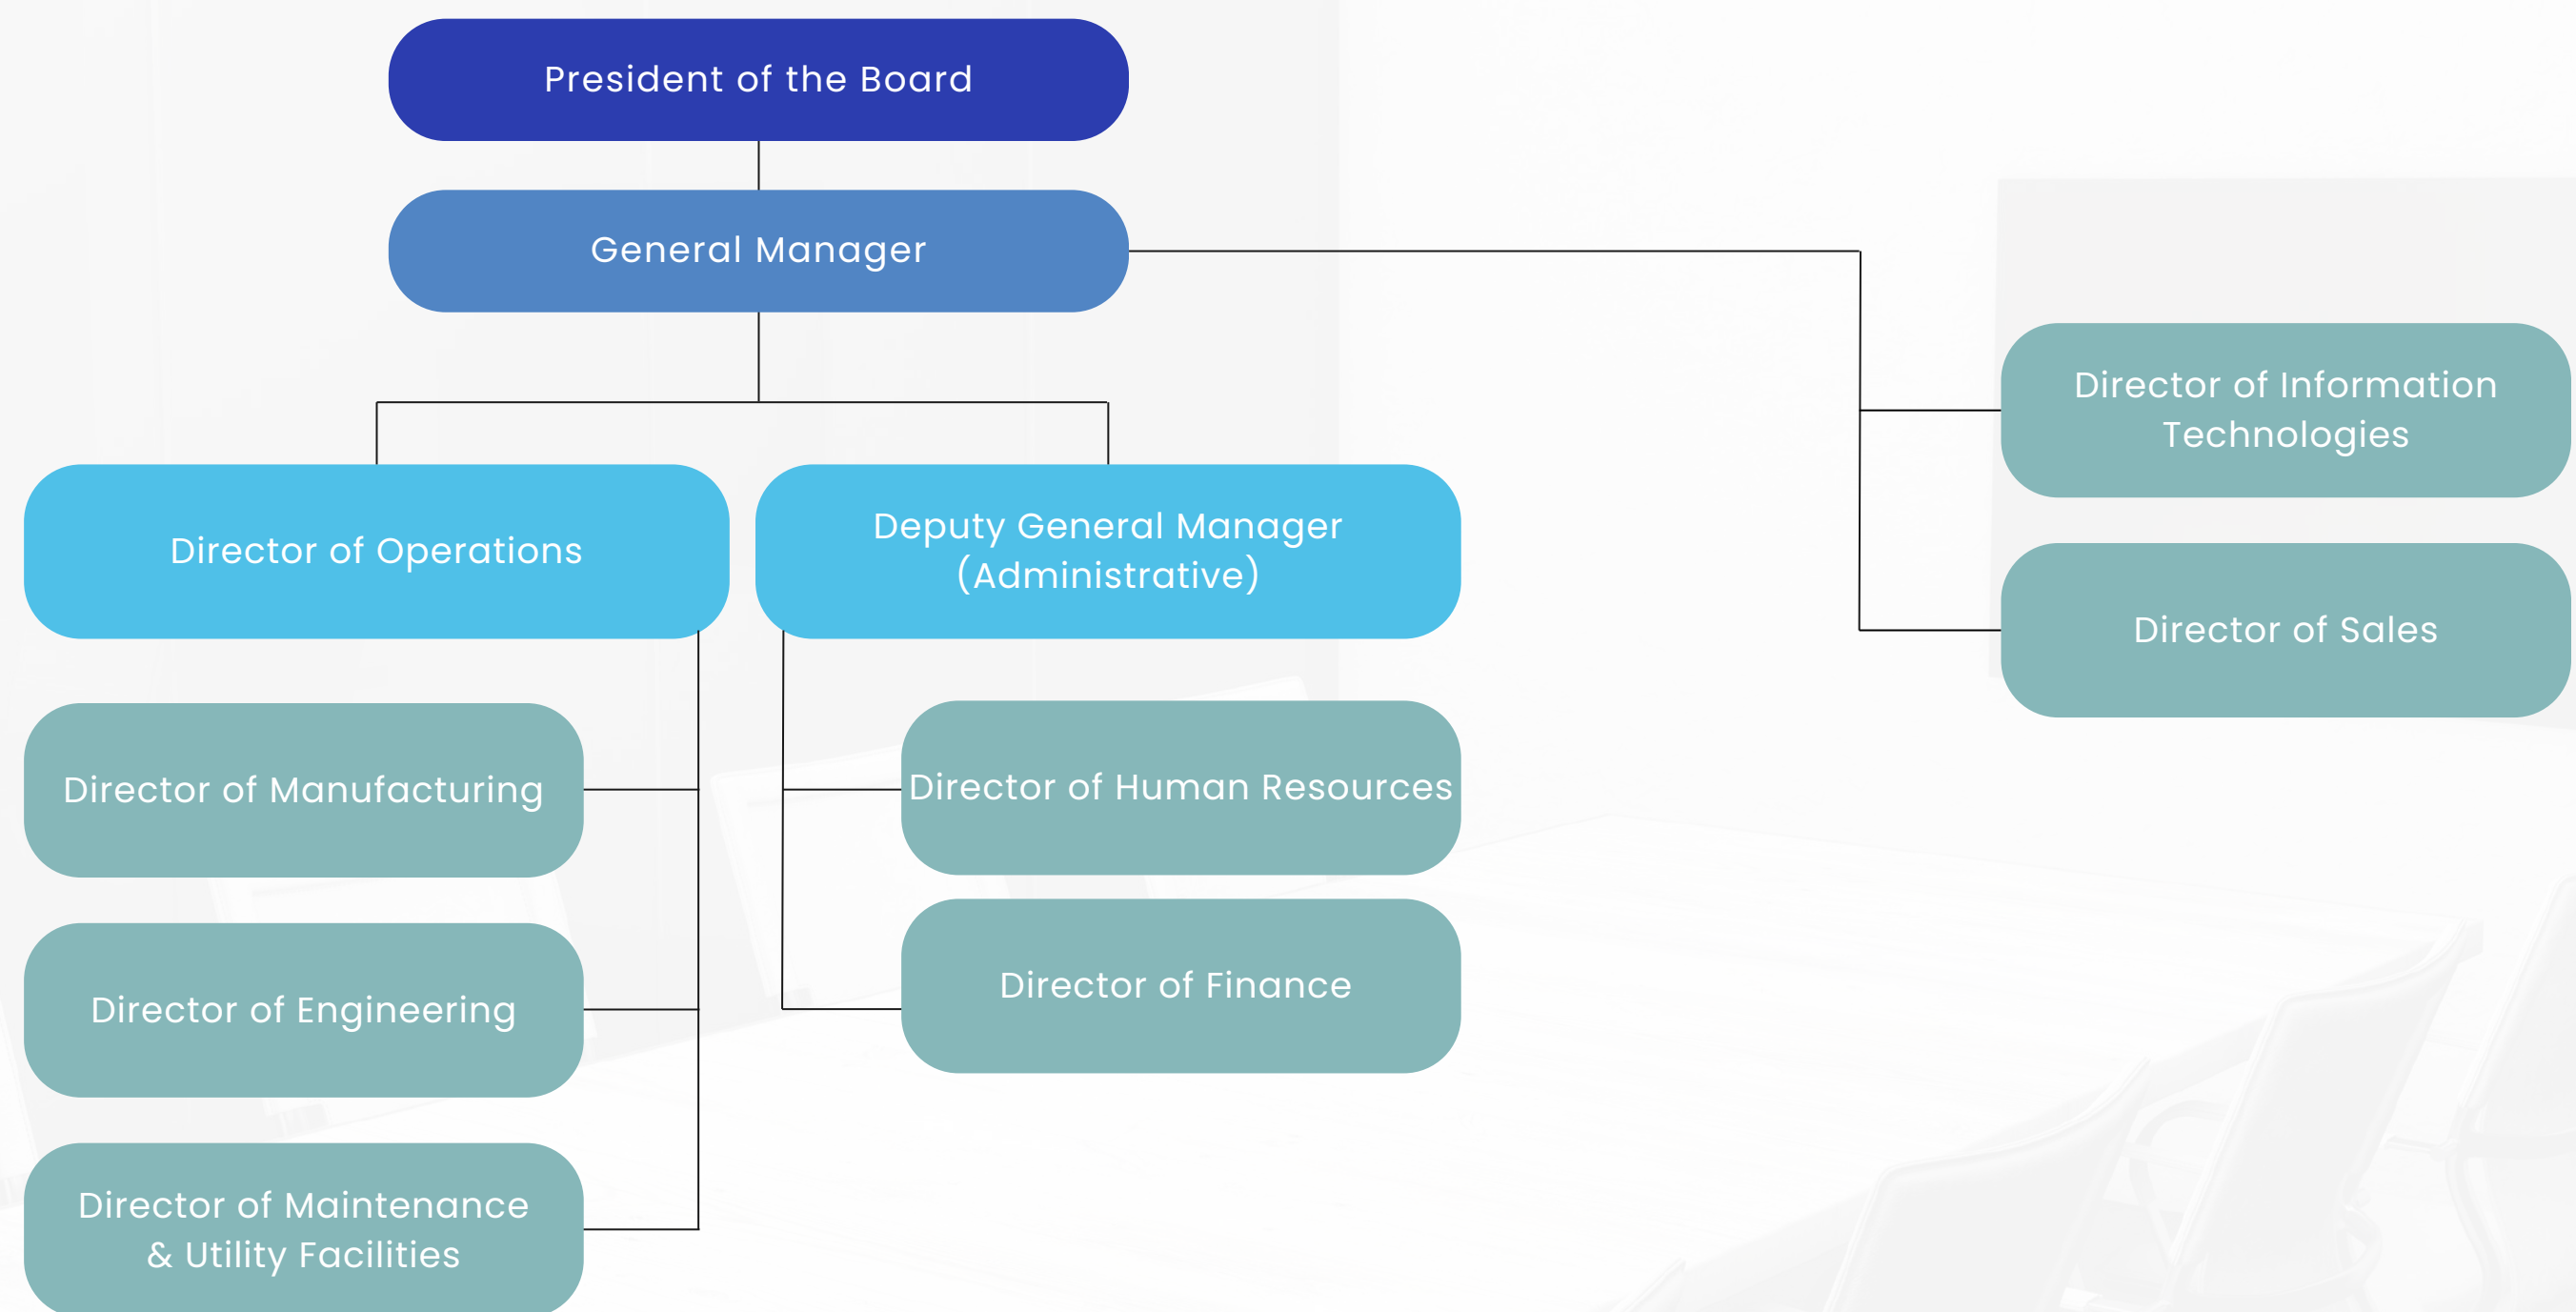 President of the Board
General Manager
Director of Operations
Deputy General Manager
(Administrative)
Director of Manufacturing
Director of Engineering
Director of Maintenance
& Utility Facilities
Director of Human Resources
Director of Finance
Director of Information
Technologies
Director of Sales